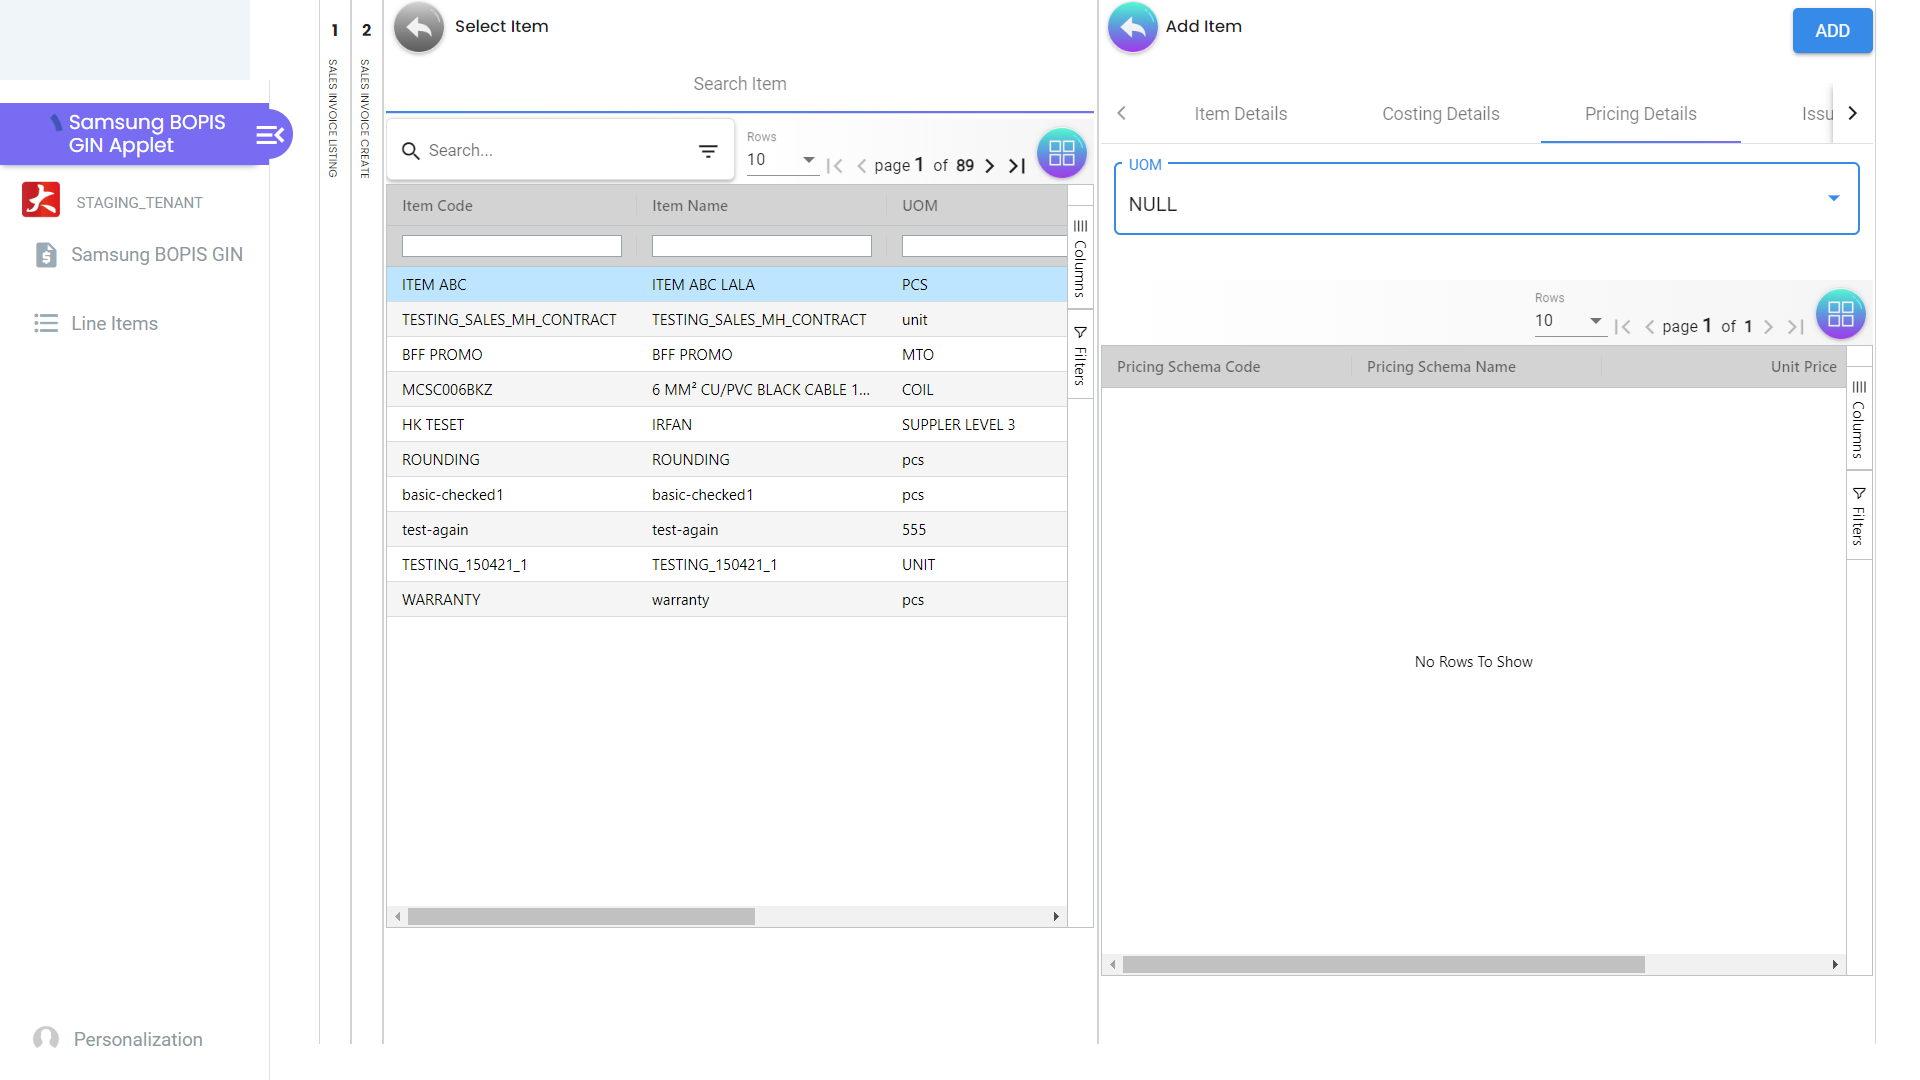 Samsung BOPIS
GIN Applet
STAGING_TENANT
Samsung BOPIS GIN
Line Items
Personalization
1
SALES INVOICE LISTING
2
SALES INVOICE CREATE
Select Item
Search Item
Search...
Rows
10
page 1 of 89
Item Code Item Name UOM
ITEM ABC ITEM ABC LALA PCS
TESTING_SALES_MH_CONTRACT TESTING_SALES_MH_CONTRACT unit
BFF PROMO BFF PROMO MTO
MCSC006BKZ 6 MM² CU/PVC BLACK CABLE 1... COIL
HK TESET IRFAN SUPPLER LEVEL 3
ROUNDING ROUNDING pcs
basic-checked1 basic-checked1 pcs
test-again test-again 555
TESTING_150421_1 TESTING_150421_1 UNIT
WARRANTY warranty pcs
Columns
Filters
Add Item
ADD
Item Details Costing Details Pricing Details Issu
UOM
NULL
Rows
10
page 1 of 1
Pricing Schema Code Pricing Schema Name Unit Price
No Rows To Show
Columns
Filters